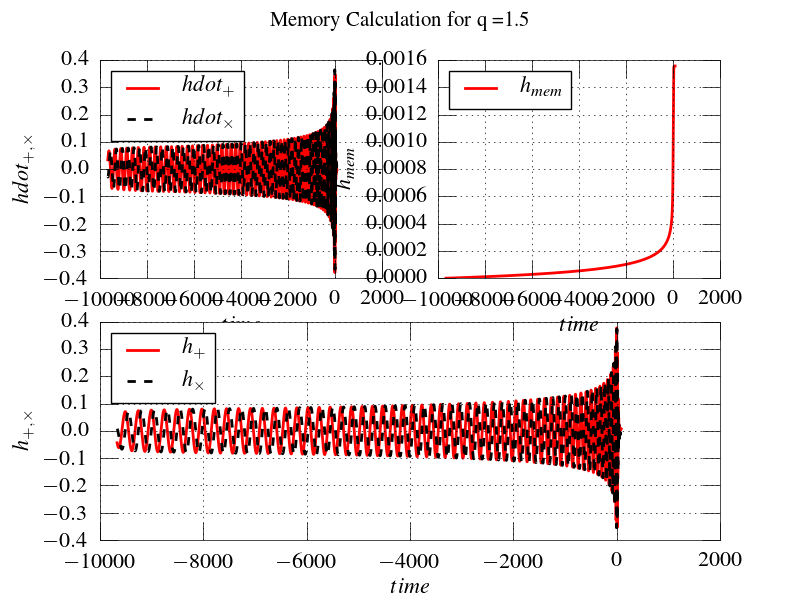 Memory Calculation for q =1.5
0.4
0.3
0.2
0.1
0.0
−0.1
−0.2
−0.3
−0.4
hdot+,×
hdot+
hdot×
−10000 −8000 −6000 −4000 −2000 0 2000
time
0.0016
0.0014
0.0012
0.0010
0.0008
0.0006
0.0004
0.0002
0.0000
h_mem
h_mem
−10000 −8000 −6000 −4000 −2000 0 2000
time
0.4
0.3
0.2
0.1
0.0
−0.1
−0.2
−0.3
−0.4
h+,×
h+
h×
−10000 −8000 −6000 −4000 −2000 0 2000
time